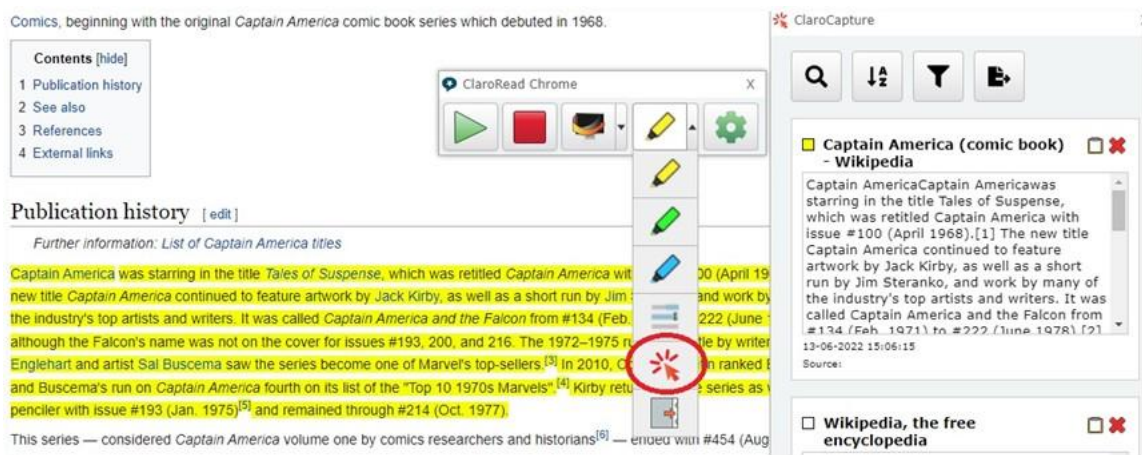 Comics, beginning with the original Captain America comic book series which debuted in 1968.
Contents [hide]
1 Publication history
2 See also
3 References
4 External links
Publication history [ edit ]
Further information: List of Captain America titles
Captain America was starring in the title Tales of Suspense, which was retitled Captain America 00 (April
new title Captain America continued to feature artwork by Jack Kirby, as well as a short run by Jim and work by
the industry's top artists and writers. It was called Captain America and the Falcon from #134 (Feb. 222 (June
although the Falcon's name was not on the cover for issues #193, 200, and 216. The 1972–1975 by writer
Englehart and artist Sal Buscema saw the series become one of Marvel's top-sellers.[3] In 2010, ranked
and Buscema's run on Captain America fourth on its list of the "Top 10 1970s Marvels".[4] Kirby series as
penciler with issue #193 (Jan. 1975)[5] and remained through #214 (Oct. 1977).
This series — considered Captain America volume one by comics researchers and historians[6] — ended with #454 (Aug
ClaroRead Chrome X
ClaroCapture
Captain America (comic book)
- Wikipedia
Captain AmericaCaptain Americawas
starring in the title Tales of Suspense,
which was retitled Captain America with
issue #100 (April 1968).[1] The new title
Captain America continued to feature
artwork by Jack Kirby, as well as a short
run by Jim Steranko, and work by many of
the industry's top artists and writers. It was
called Captain America and the Falcon from
#134 (Feb. 1971) to #222 (June 1978).[2]
13-06-2022 15:06:15
Source:
Wikipedia, the free
encyclopedia